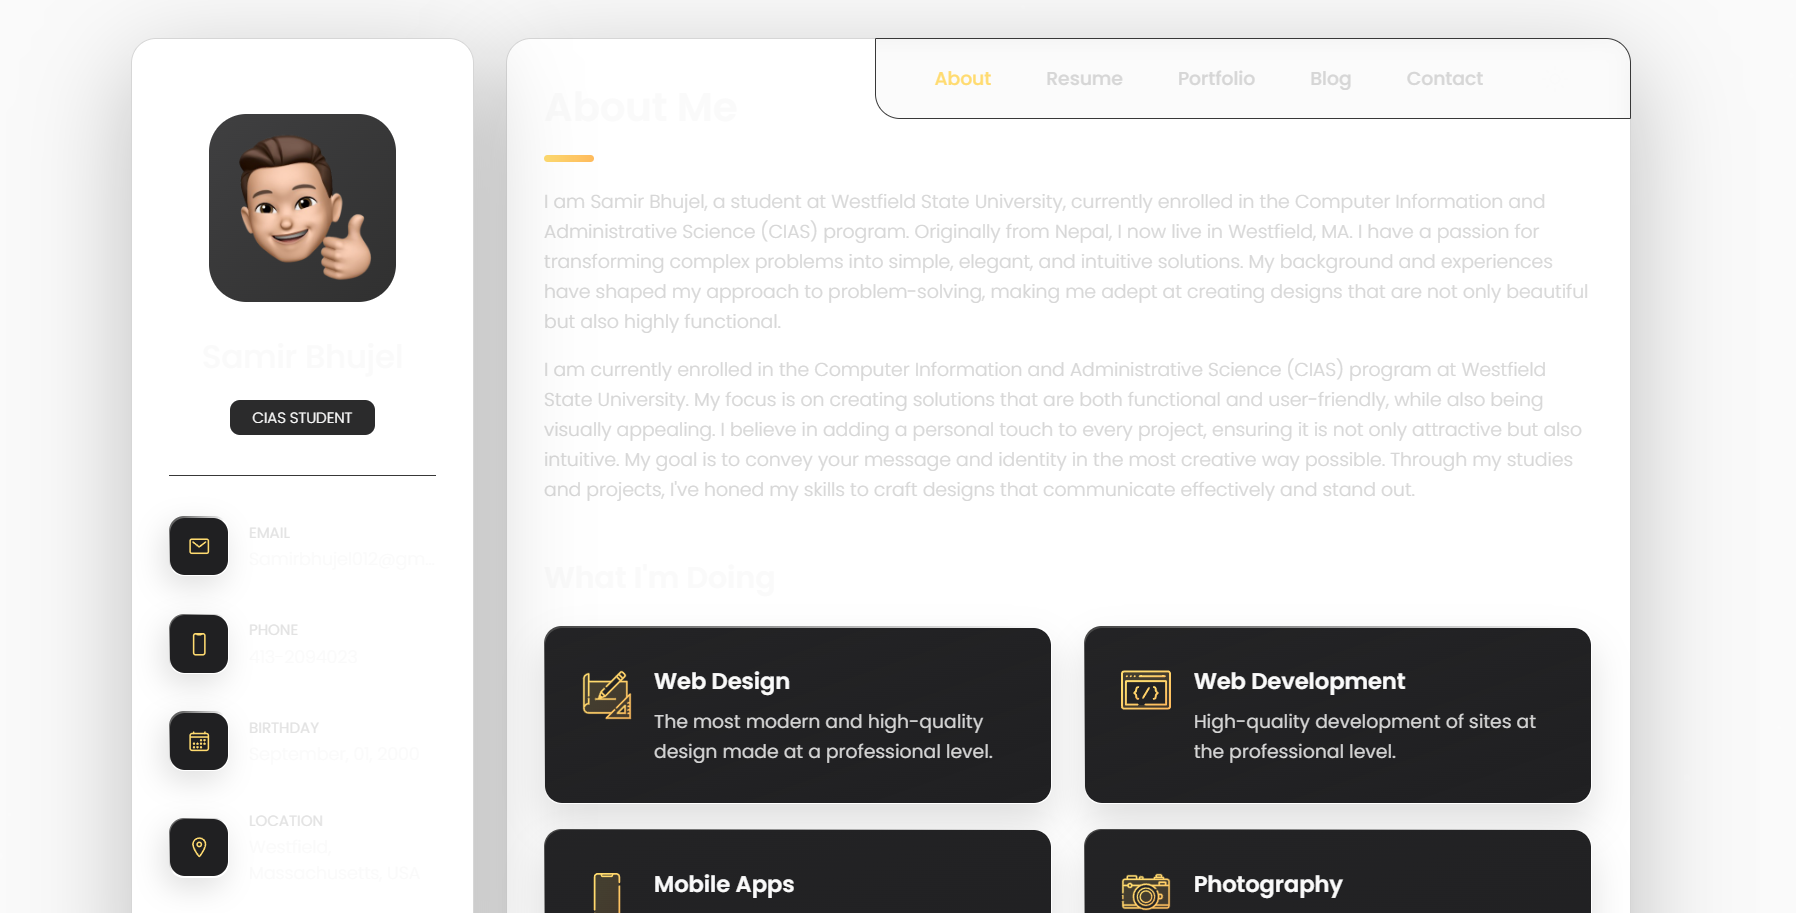 Samir Bhujel
CIAS STUDENT
EMAIL
Samirbhujel012@gm...
PHONE
413-2094023
BIRTHDAY
September, 01, 2000
LOCATION
Westfield,
Massachusetts, USA
About
Resume
Portfolio
Blog
Contact
About Me
I am Samir Bhujel, a student at Westfield State University, currently enrolled in the Computer Information and
Administrative Science (CIAS) program. Originally from Nepal, I now live in Westfield, MA. I have a passion for
transforming complex problems into simple, elegant, and intuitive solutions. My background and experiences
have shaped my approach to problem-solving, making me adept at creating designs that are not only beautiful
but also highly functional.
I am currently enrolled in the Computer Information and Administrative Science (CIAS) program at Westfield
State University. My focus is on creating solutions that are both functional and user-friendly, while also being
visually appealing. I believe in adding a personal touch to every project, ensuring it is not only attractive but also
intuitive. My goal is to convey your message and identity in the most creative way possible. Through my studies
and projects, I've honed my skills to craft designs that communicate effectively and stand out.
What I'm Doing
Web Design
The most modern and high-quality
design made at a professional level.
Web Development
High-quality development of sites at
the professional level.
Mobile Apps
Photography